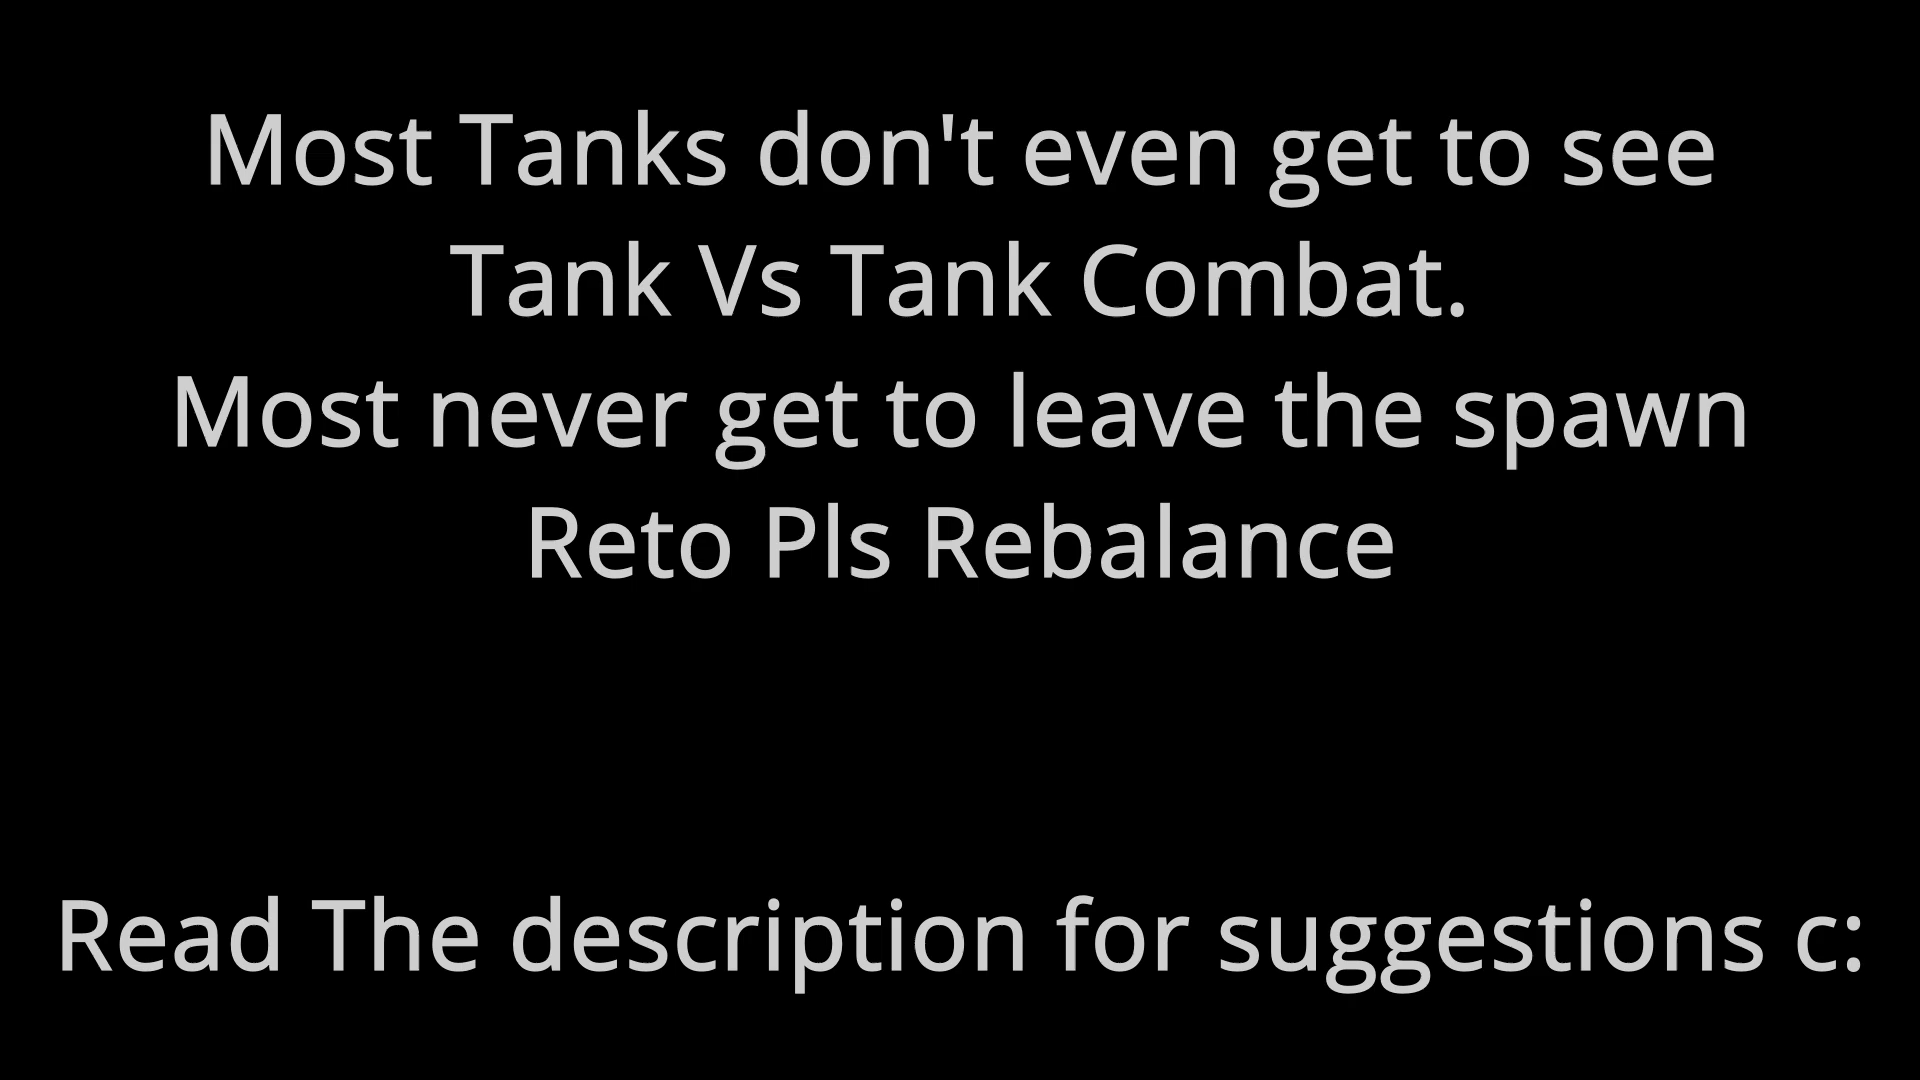 Most Tanks don't even get to see
Tank Vs Tank Combat.
Most never get to leave the spawn
Reto Pls Rebalance
Read The description for suggestions c: